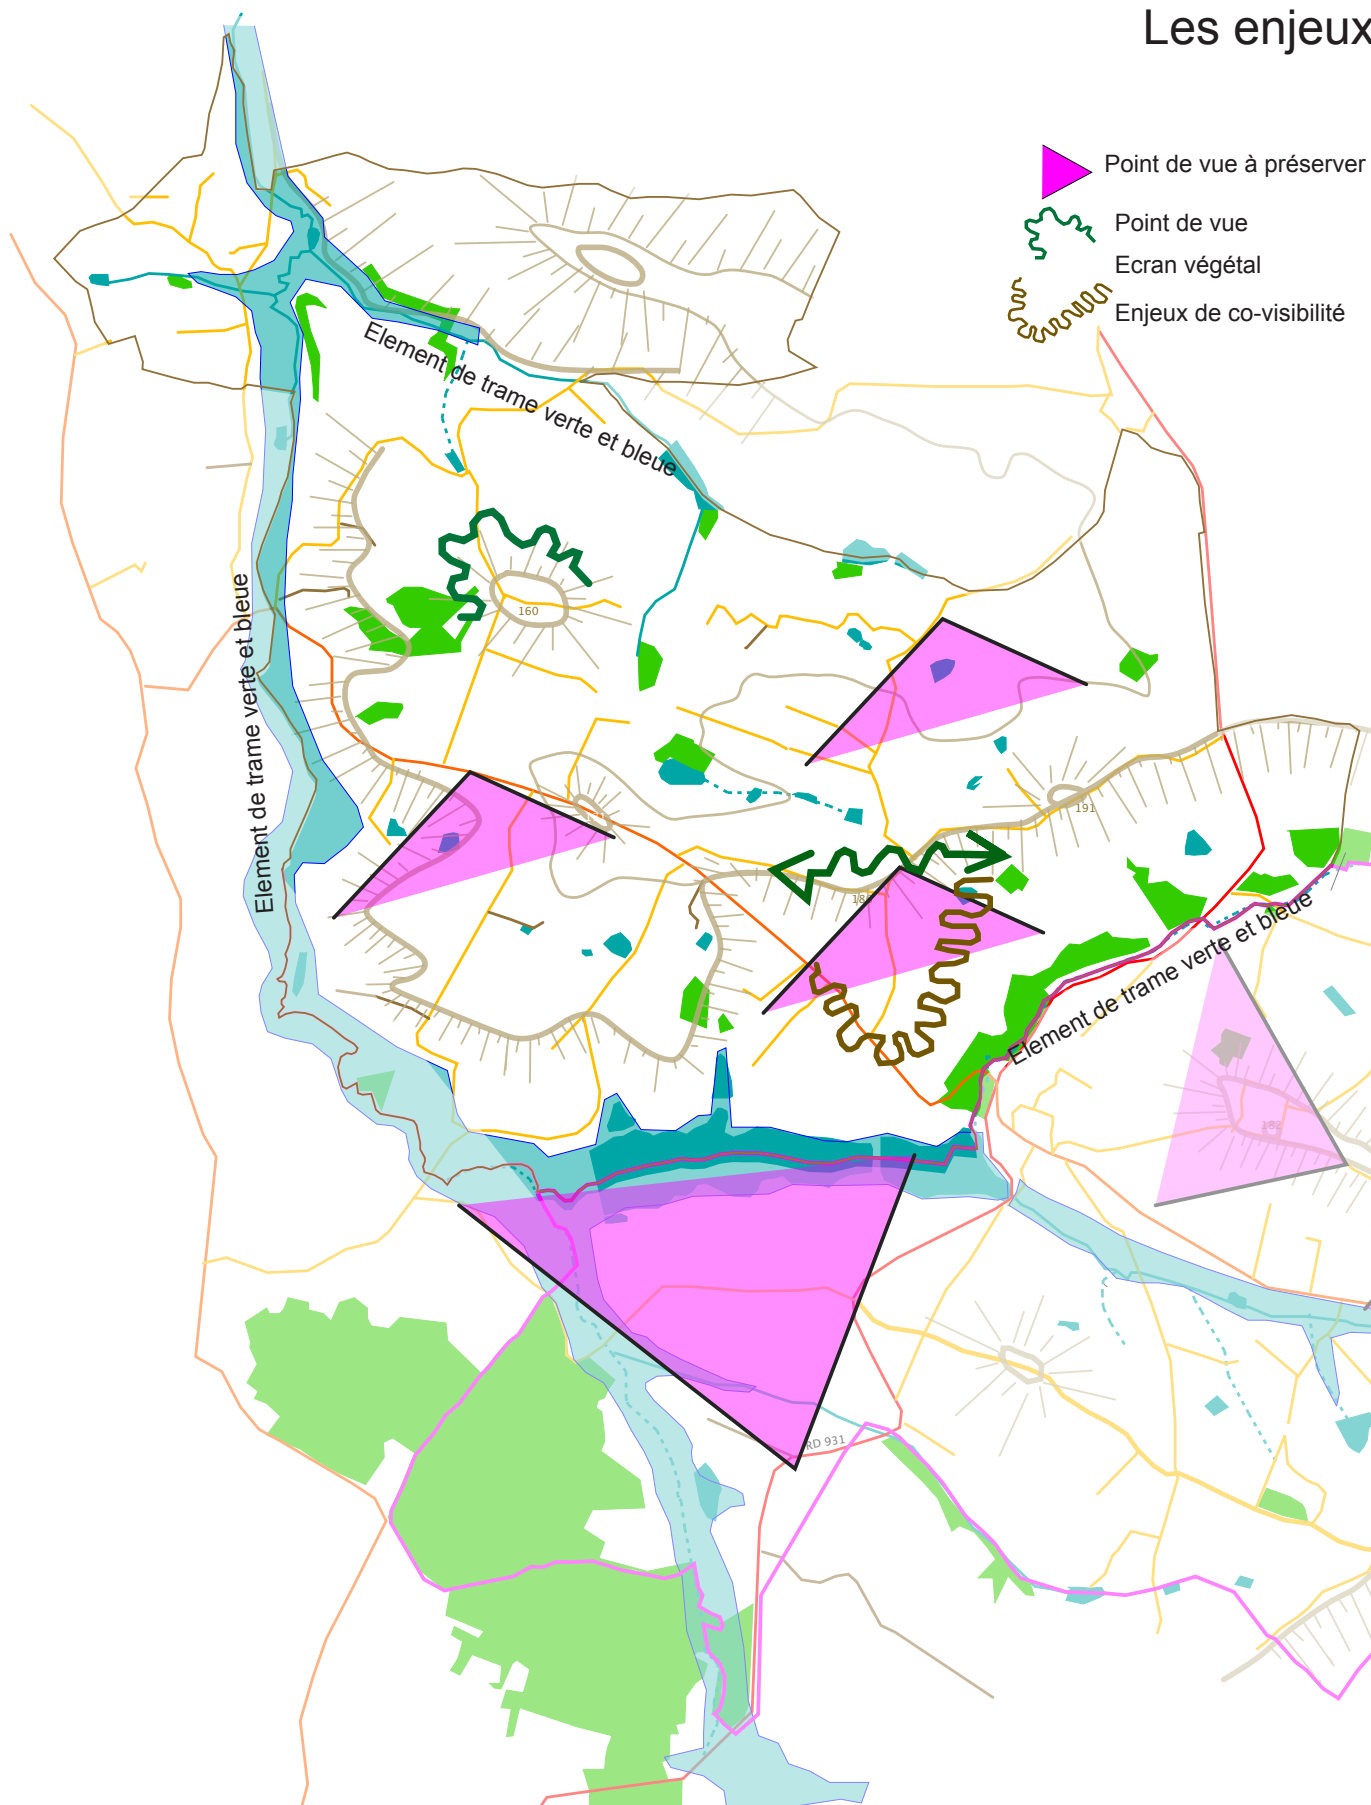 Les enjeux
Point de vue à préserver
Point de vue
Ecran végétal
Enjeux de co-visibilité
Element de trame verte et bleue
Element de trame verte et bleue
160
191
Element de trame verte et bleue
182
RD 931